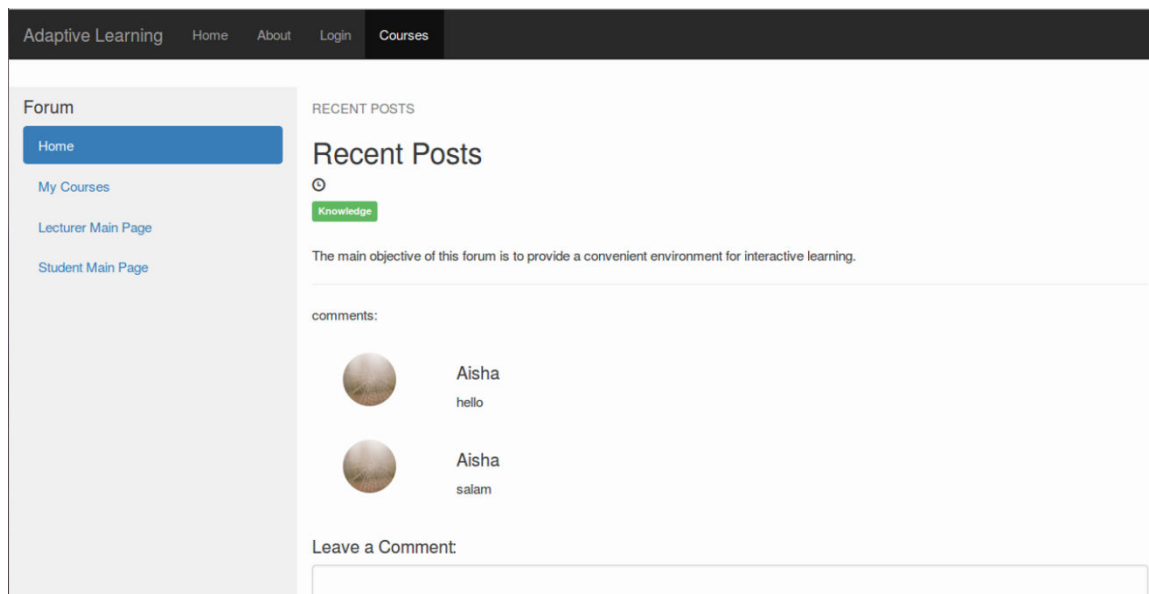 Adaptive Learning Home About Login Courses
Forum
Home
My Courses
Lecturer Main Page
Student Main Page
RECENT POSTS
Recent Posts
Knowledge
The main objective of this forum is to provide a convenient environment for interactive learning.
comments:
Aisha
hello
Aisha
salam
Leave a Comment: